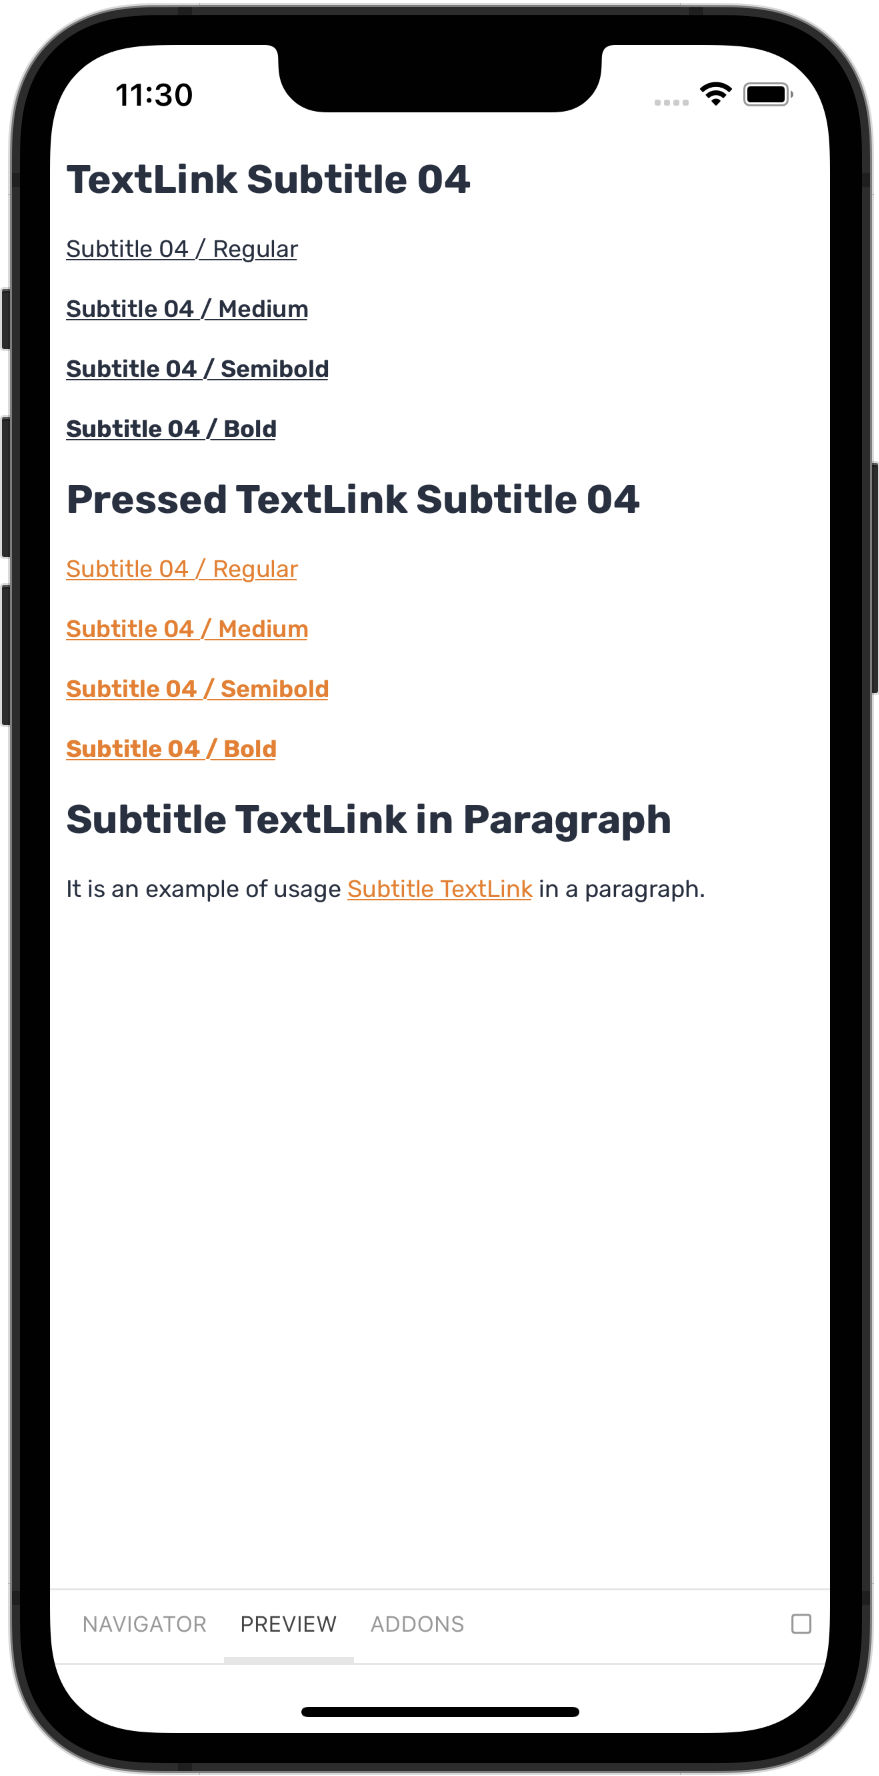 11:30
TextLink Subtitle 04
Subtitle 04 / Regular
Subtitle 04 / Medium
Subtitle 04 / Semibold
Subtitle 04 / Bold
Pressed TextLink Subtitle 04
Subtitle 04 / Regular
Subtitle 04 / Medium
Subtitle 04 / Semibold
Subtitle 04 / Bold
Subtitle TextLink in Paragraph
It is an example of usage Subtitle TextLink in a paragraph.
NAVIGATOR PREVIEW ADDONS